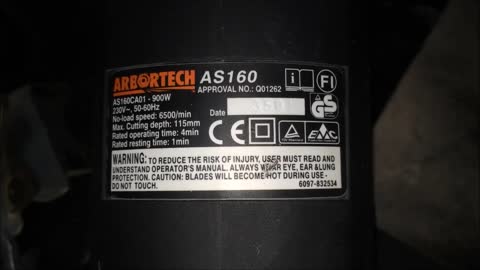 ARBORTECH AS160
APPROVAL NO.: Q01262
AS160CA01 - 900W
230V~, 50-60Hz
No-load speed: 6500/min
Max. Cutting depth: 115mm
Rated operating time: 4min
Rated resting time: 1min
Date
CE
GS
EMC
WARNING: TO REDUCE THE RISK OF INJURY, USER MUST READ AND
UNDERSTAND OPERATOR'S MANUAL. ALWAYS WEAR EYE, EAR &LUNG
PROTECTION. CAUTION: BLADES WILL BECOME HOT DURING USE -
DO NOT TOUCH. 6097-832534